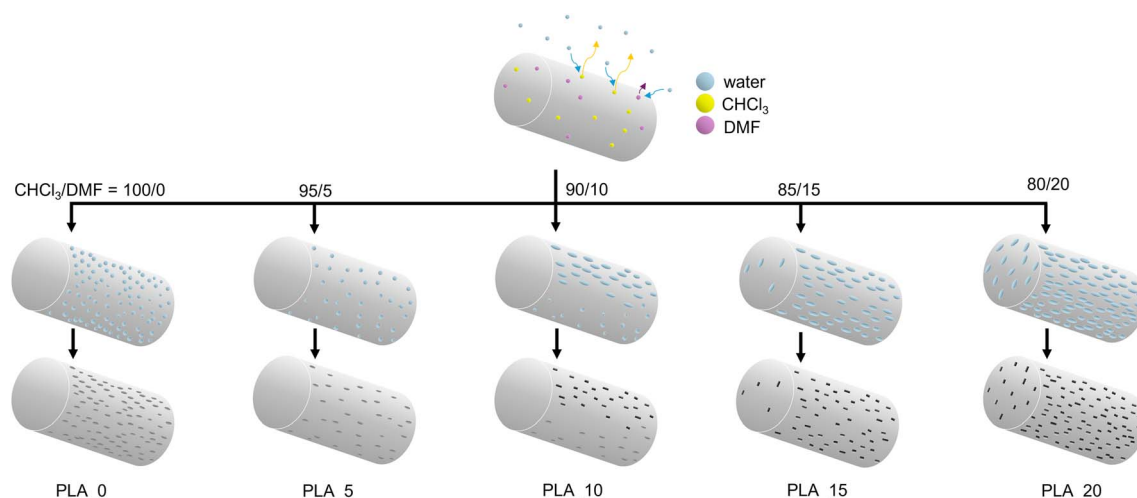 water
CHCl₃
DMF
CHCl₃/DMF = 100/0
95/5
90/10
85/15
80/20
PLA 0
PLA 5
PLA 10
PLA 15
PLA 20